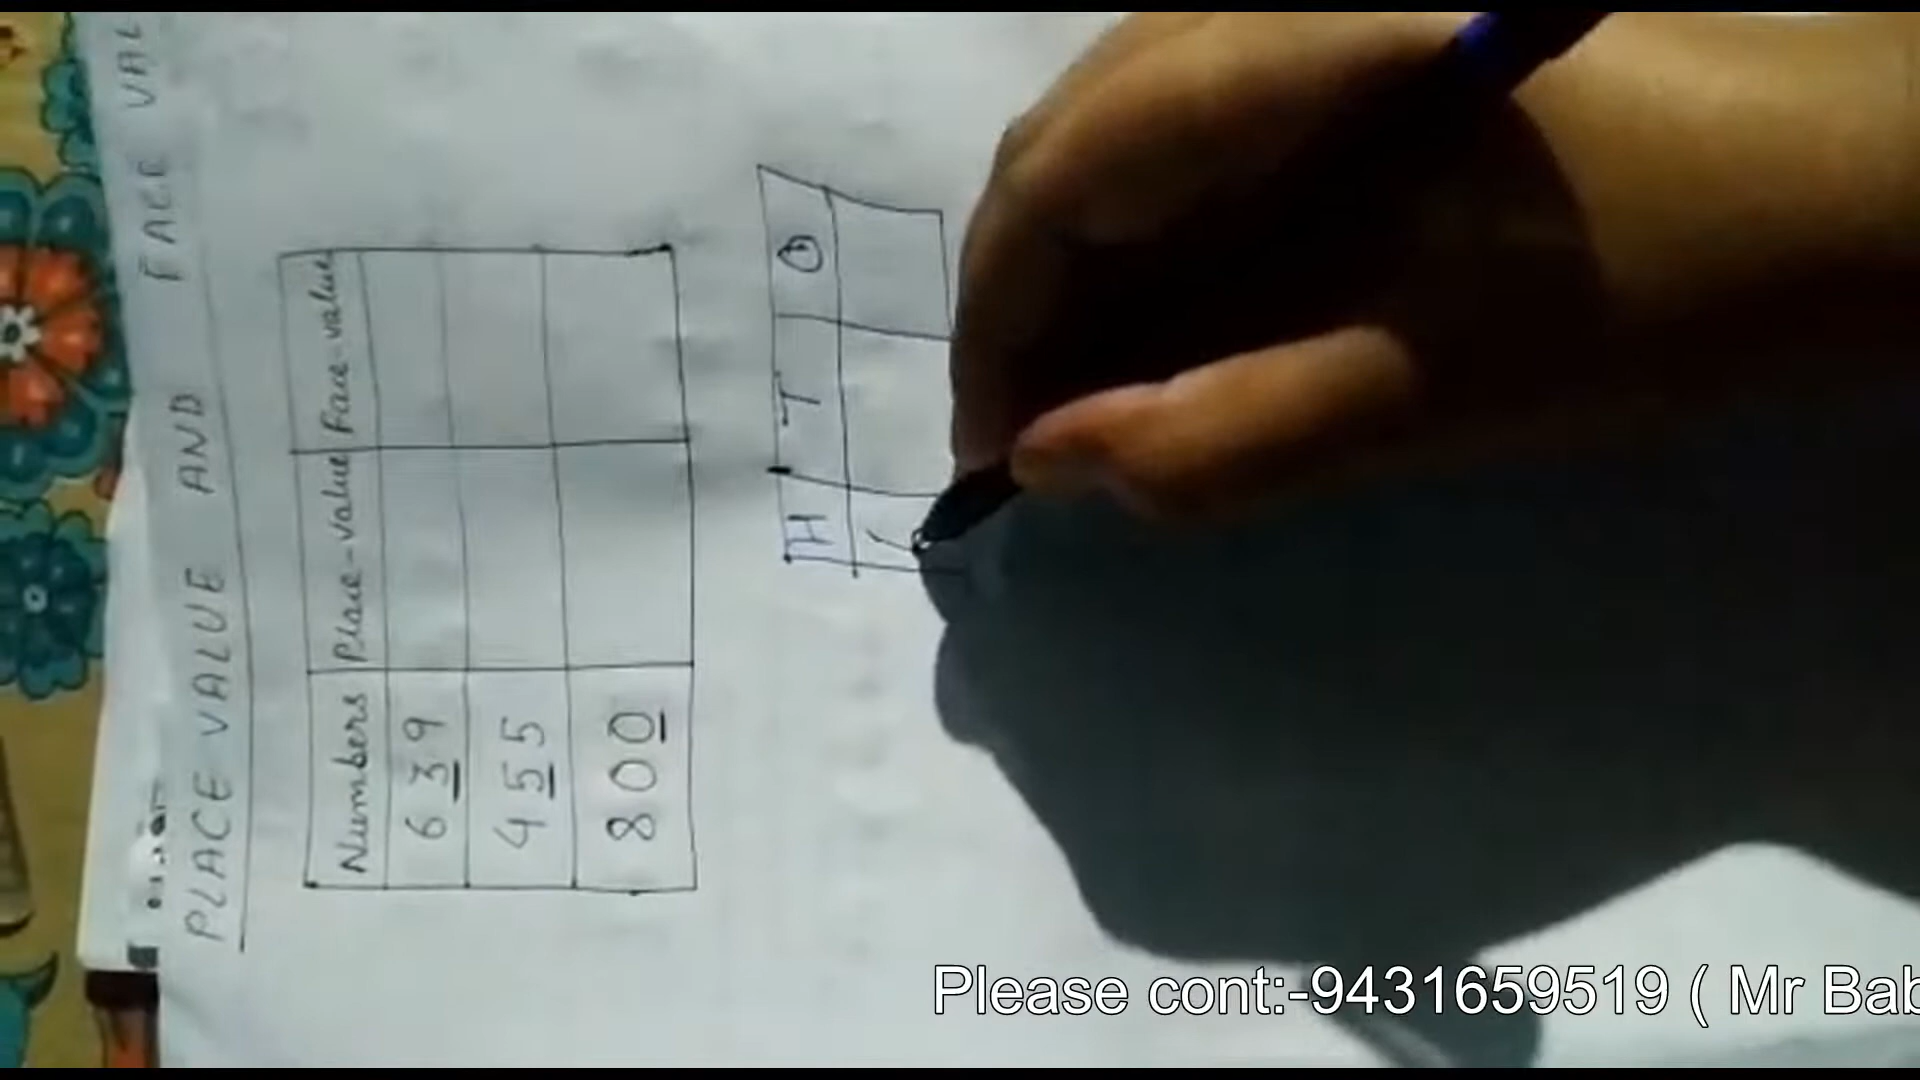 PLACE VALUE AND FACE VAL
Numbers Place-value Face-value
639
455
800
H T O
Please cont:-9431659519 ( Mr Bab